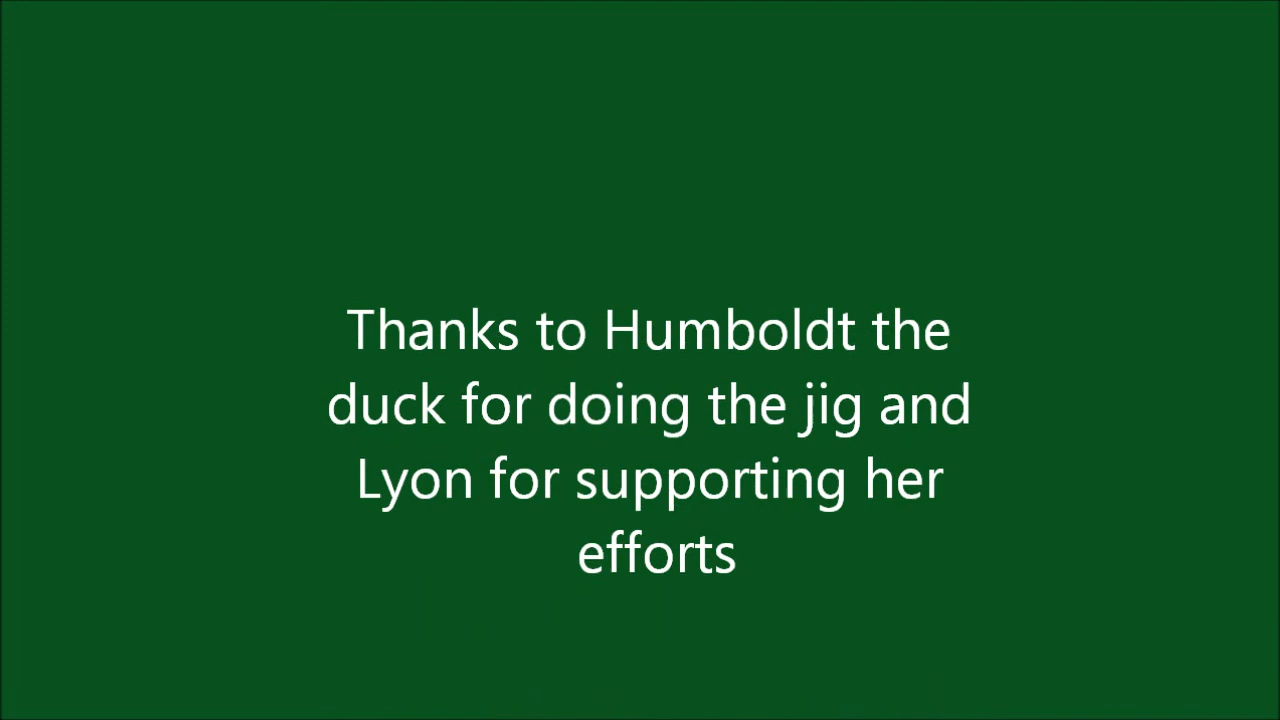 Thanks to Humboldt the
duck for doing the jig and
Lyon for supporting her
efforts